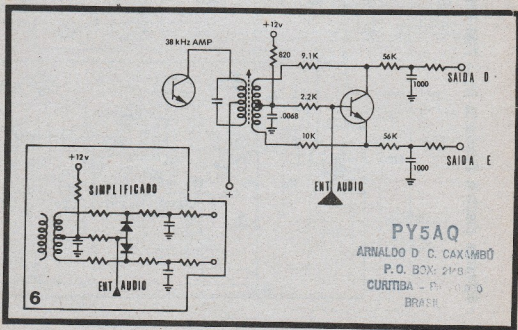 +12v
38 kHz AMP
820
9.1K
56K
SAIDA D
1000
2.2K
.0068
10K
56K
SAIDA E
1000
+
ENT AUDIO
+12v
SIMPLIFICADO
ENT AUDIO
6
PY5AQ
ARNALDO D C. CAXAMBÚ
P. O. BOX:
CURITIBA -
BRASIL